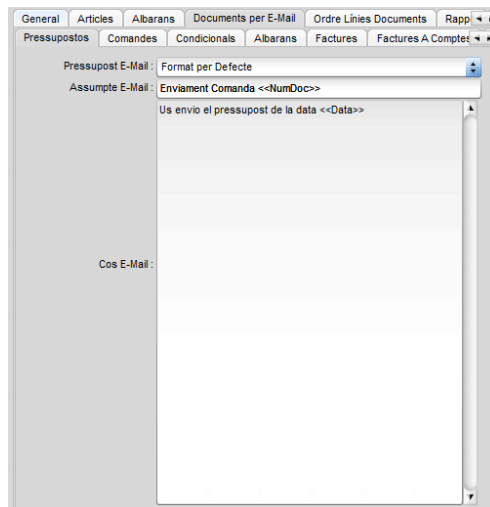 General Articles Albarans Documents per E-Mail Ordre Línies Documents Rapp
Pressupostos Comandes Condicionals Albarans Factures Factures A Comptes
Pressupost E-Mail : Format per Defecte
Assumpte E-Mail : Enviament Comanda <<NumDoc>>
Us envio el pressupost de la data <<Data>>
Cos E-Mail :